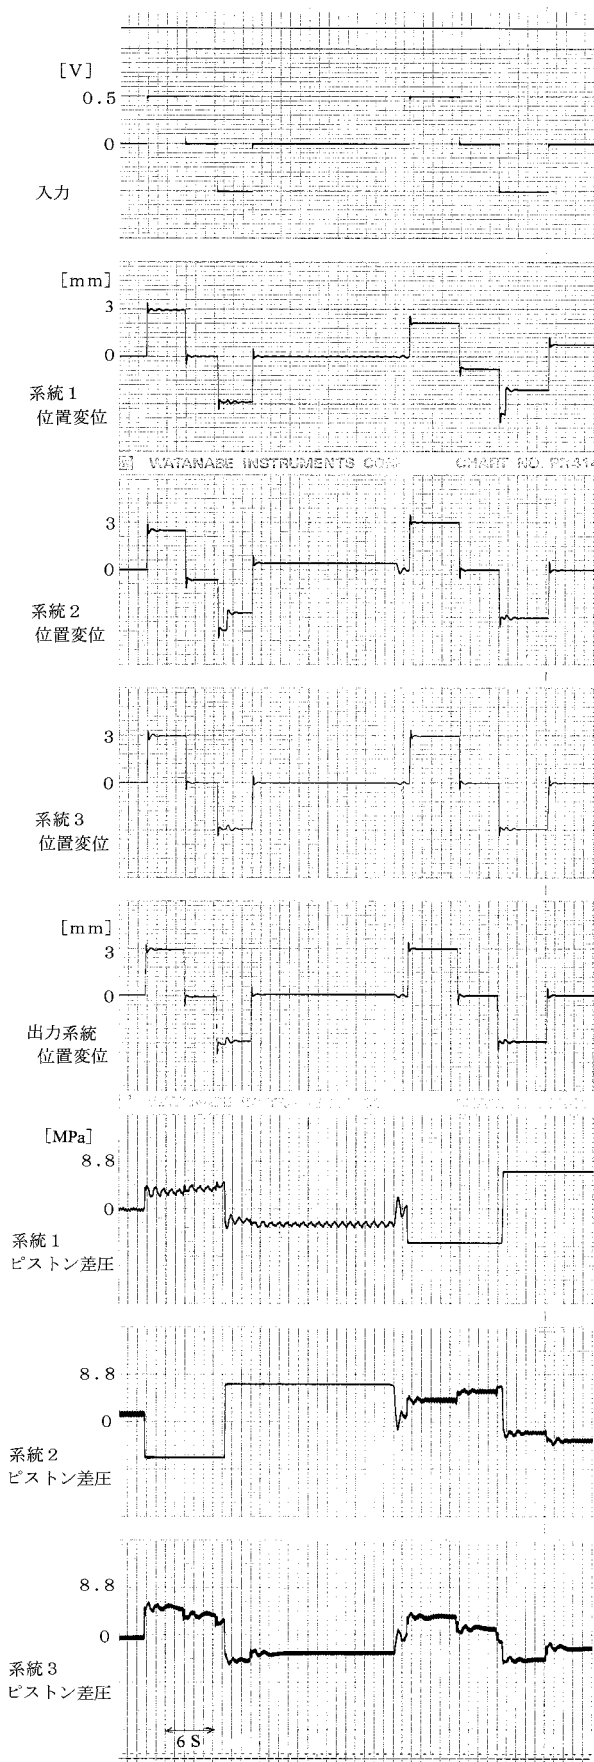 [V]
0.5
0
入力
[mm]
3
0
系統1
位置変位
WATANABE INSTRUMENTS COR
CHART NO. PR-314
3
0
系統2
位置変位
3
0
系統3
位置変位
[mm]
3
0
出力系統
位置変位
[MPa]
8.8
0
系統1
ピストン差圧
8.8
0
系統2
ピストン差圧
8.8
0
系統3
ピストン差圧
6S